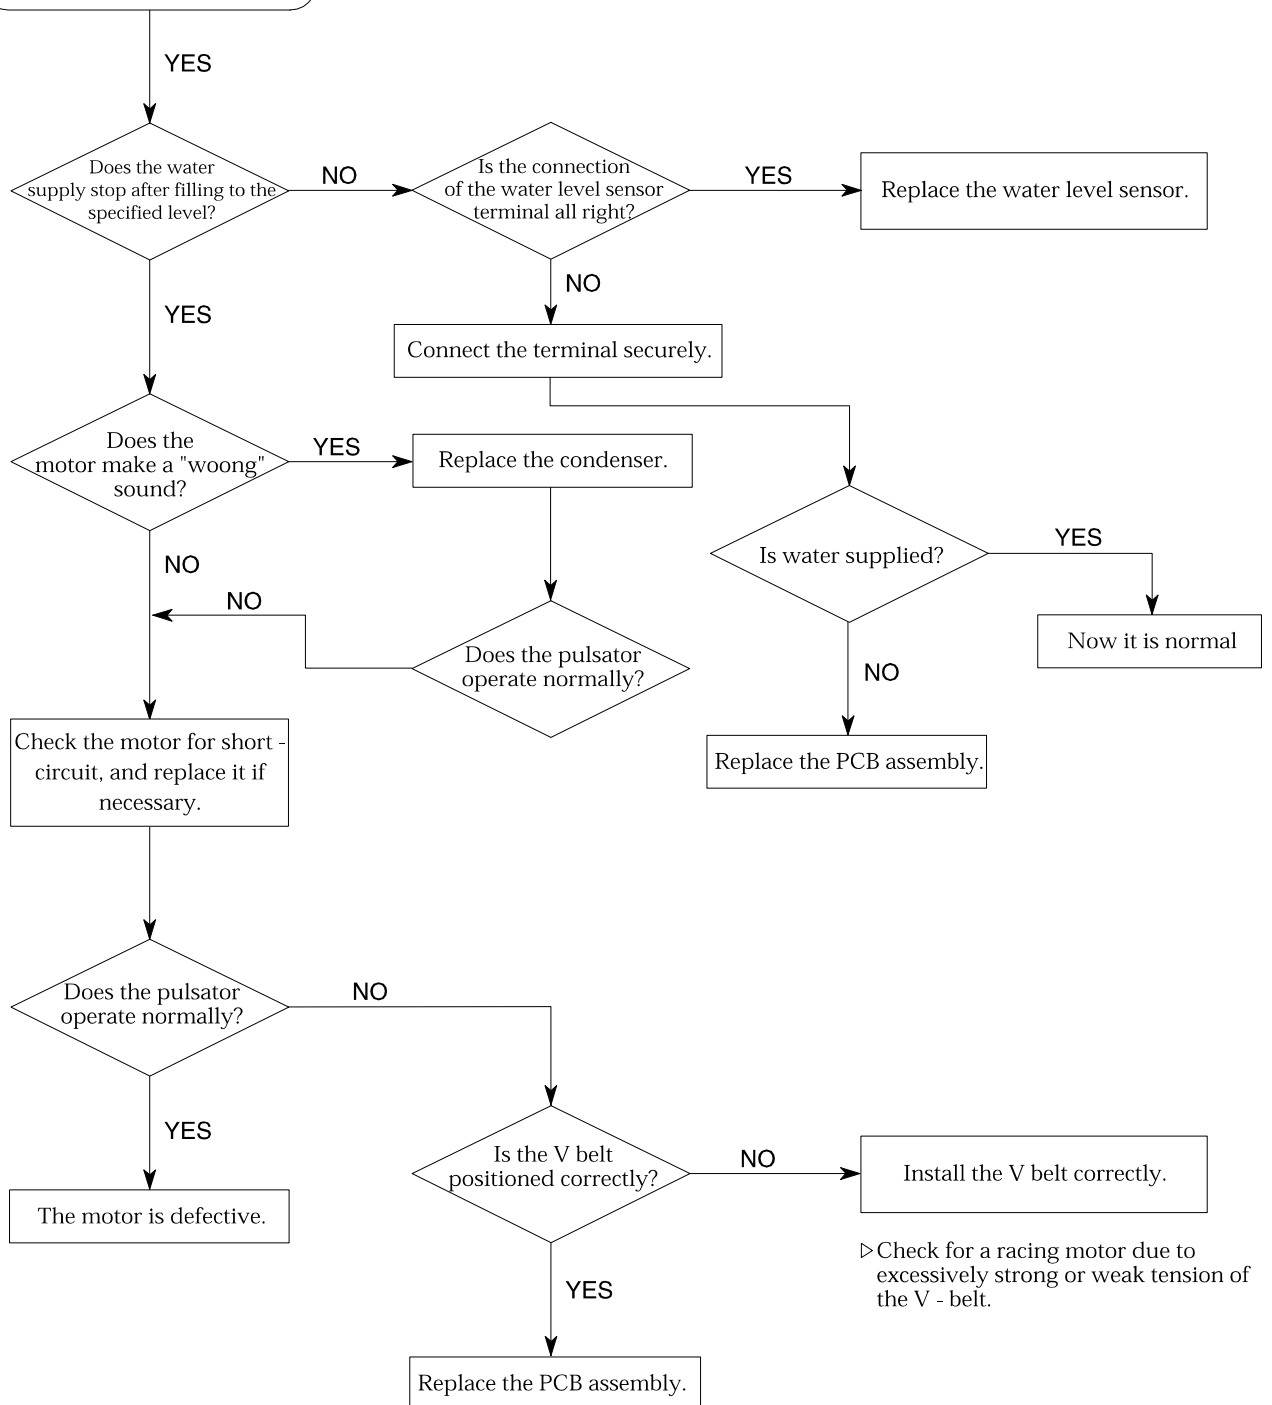 YES
Does the water
supply stop after filling to the
specified level?
NO
Is the connection
of the water level sensor
terminal all right?
YES
Replace the water level sensor.
NO
Connect the terminal securely.
YES
Does the
motor make a "woong"
sound?
YES
Replace the condenser.
Is water supplied?
YES
Now it is normal
NO
Replace the PCB assembly.
NO
NO
Does the pulsator
operate normally?
Check the motor for short -
circuit, and replace it if
necessary.
Does the pulsator
operate normally?
NO
YES
The motor is defective.
Is the V belt
positioned correctly?
NO
Install the V belt correctly.
▷Check for a racing motor due to
excessively strong or weak tension of
the V - belt.
YES
Replace the PCB assembly.